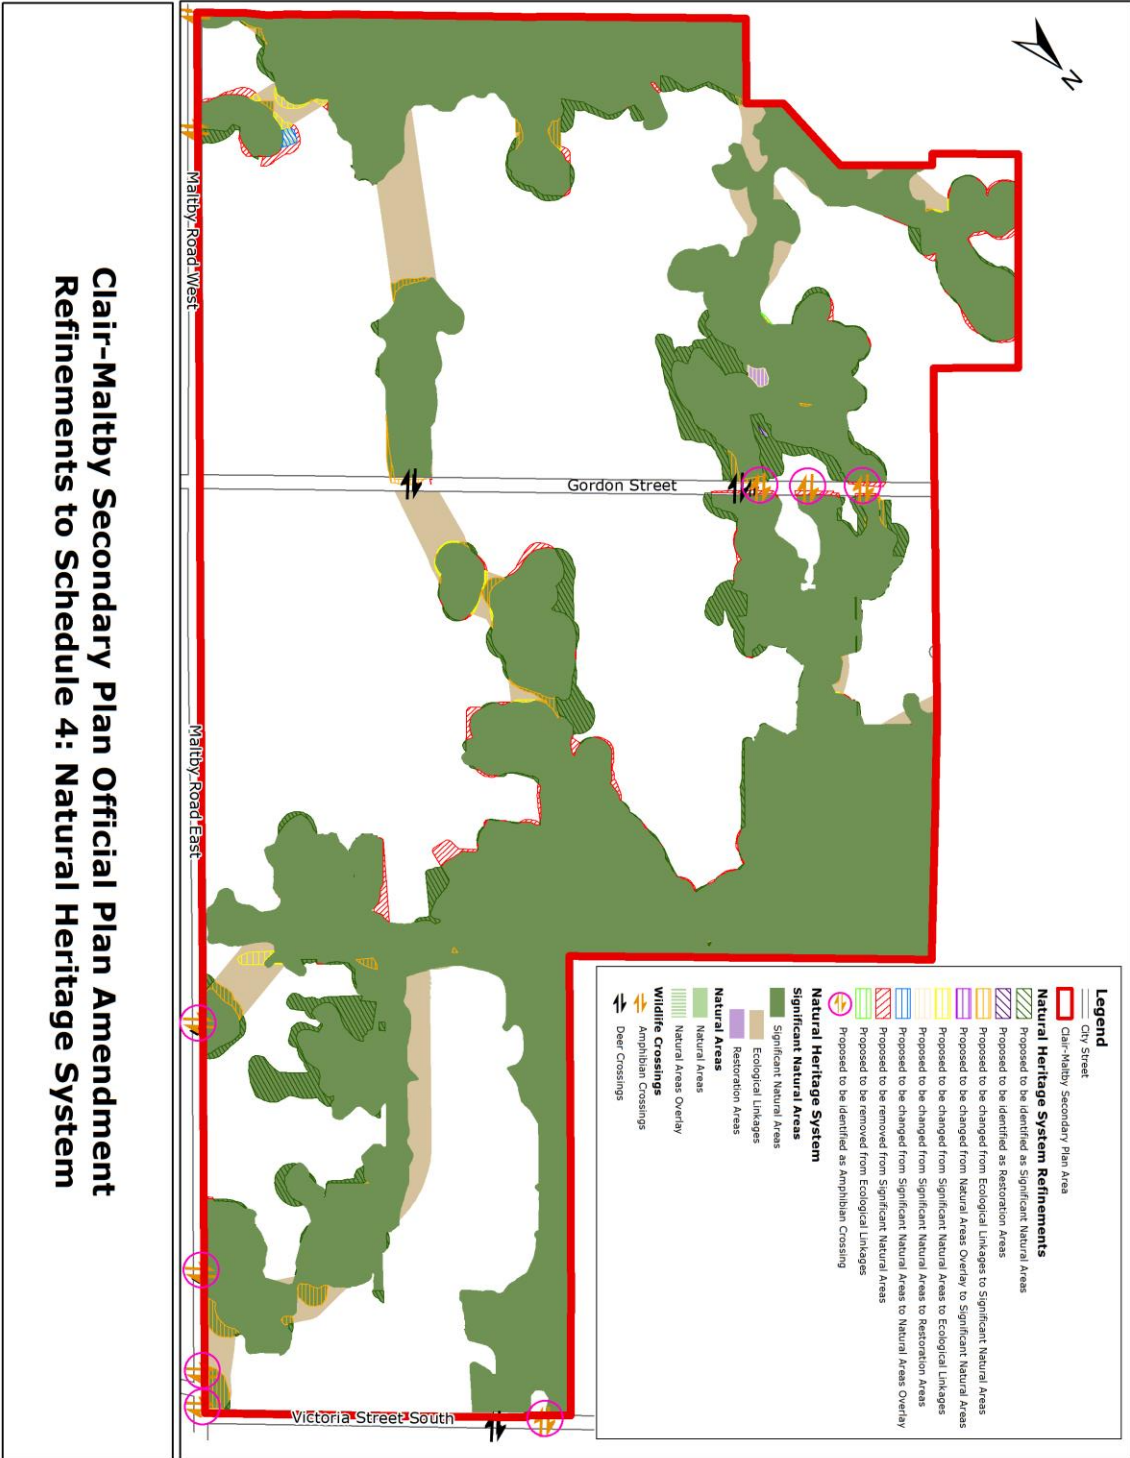 Clair-Maltby Secondary Plan Official Plan Amendment
Refinements to Schedule 4: Natural Heritage System
N
Maltby Road West
Maltby Road East
Gordon Street
Victoria Street South
Legend
City Street
Clair-Maltby Secondary Plan Area
Natural Heritage System Refinements
Proposed to be identified as Significant Natural Areas
Proposed to be identified as Restoration Areas
Proposed to be changed from Ecological Linkages to Significant Natural Areas
Proposed to be changed from Natural Areas Overlay to Significant Natural Areas
Proposed to be changed from Significant Natural Areas to Ecological Linkages
Proposed to be changed from Significant Natural Areas to Restoration Areas
Proposed to be changed from Significant Natural Areas to Natural Areas Overlay
Proposed to be removed from Significant Natural Areas
Proposed to be removed from Ecological Linkages
Proposed to be identified as Amphibian Crossing
Natural Heritage System
Significant Natural Areas
Significant Natural Areas
Ecological Linkages
Restoration Areas
Natural Areas
Natural Areas
Natural Areas Overlay
Wildlife Crossings
Amphibian Crossings
Deer Crossings